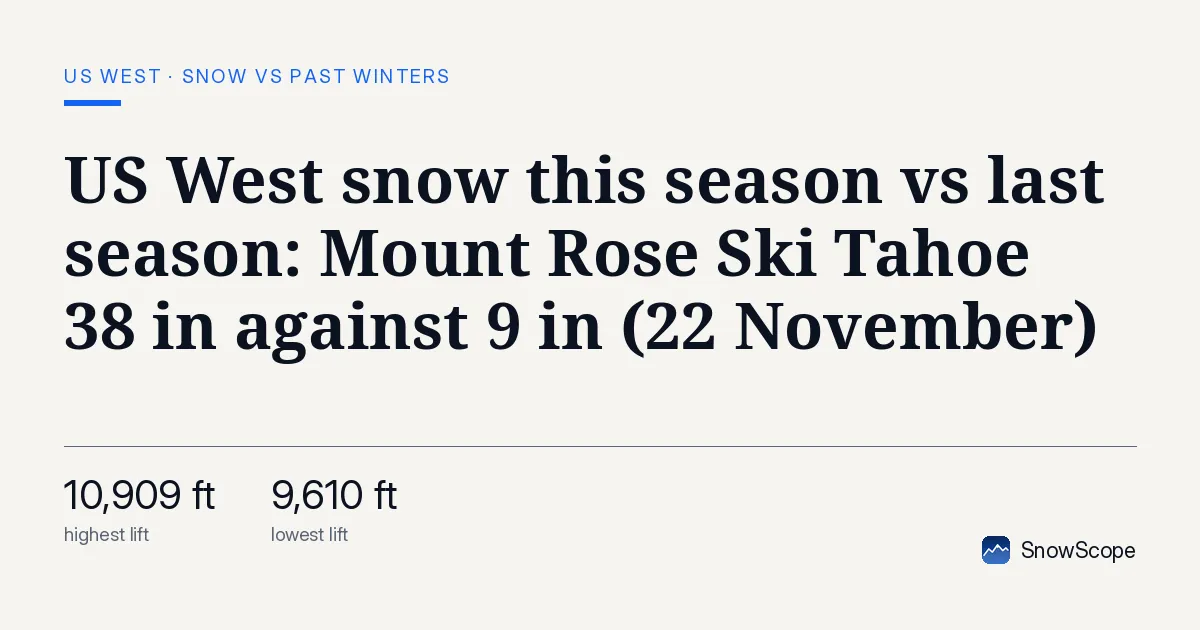 US WEST · SNOW VS PAST WINTERS
US West snow this season vs last
season: Mount Rose Ski Tahoe
38 in against 9 in (22 November)
10,909 ft
highest lift
9,610 ft
lowest lift
SnowScope